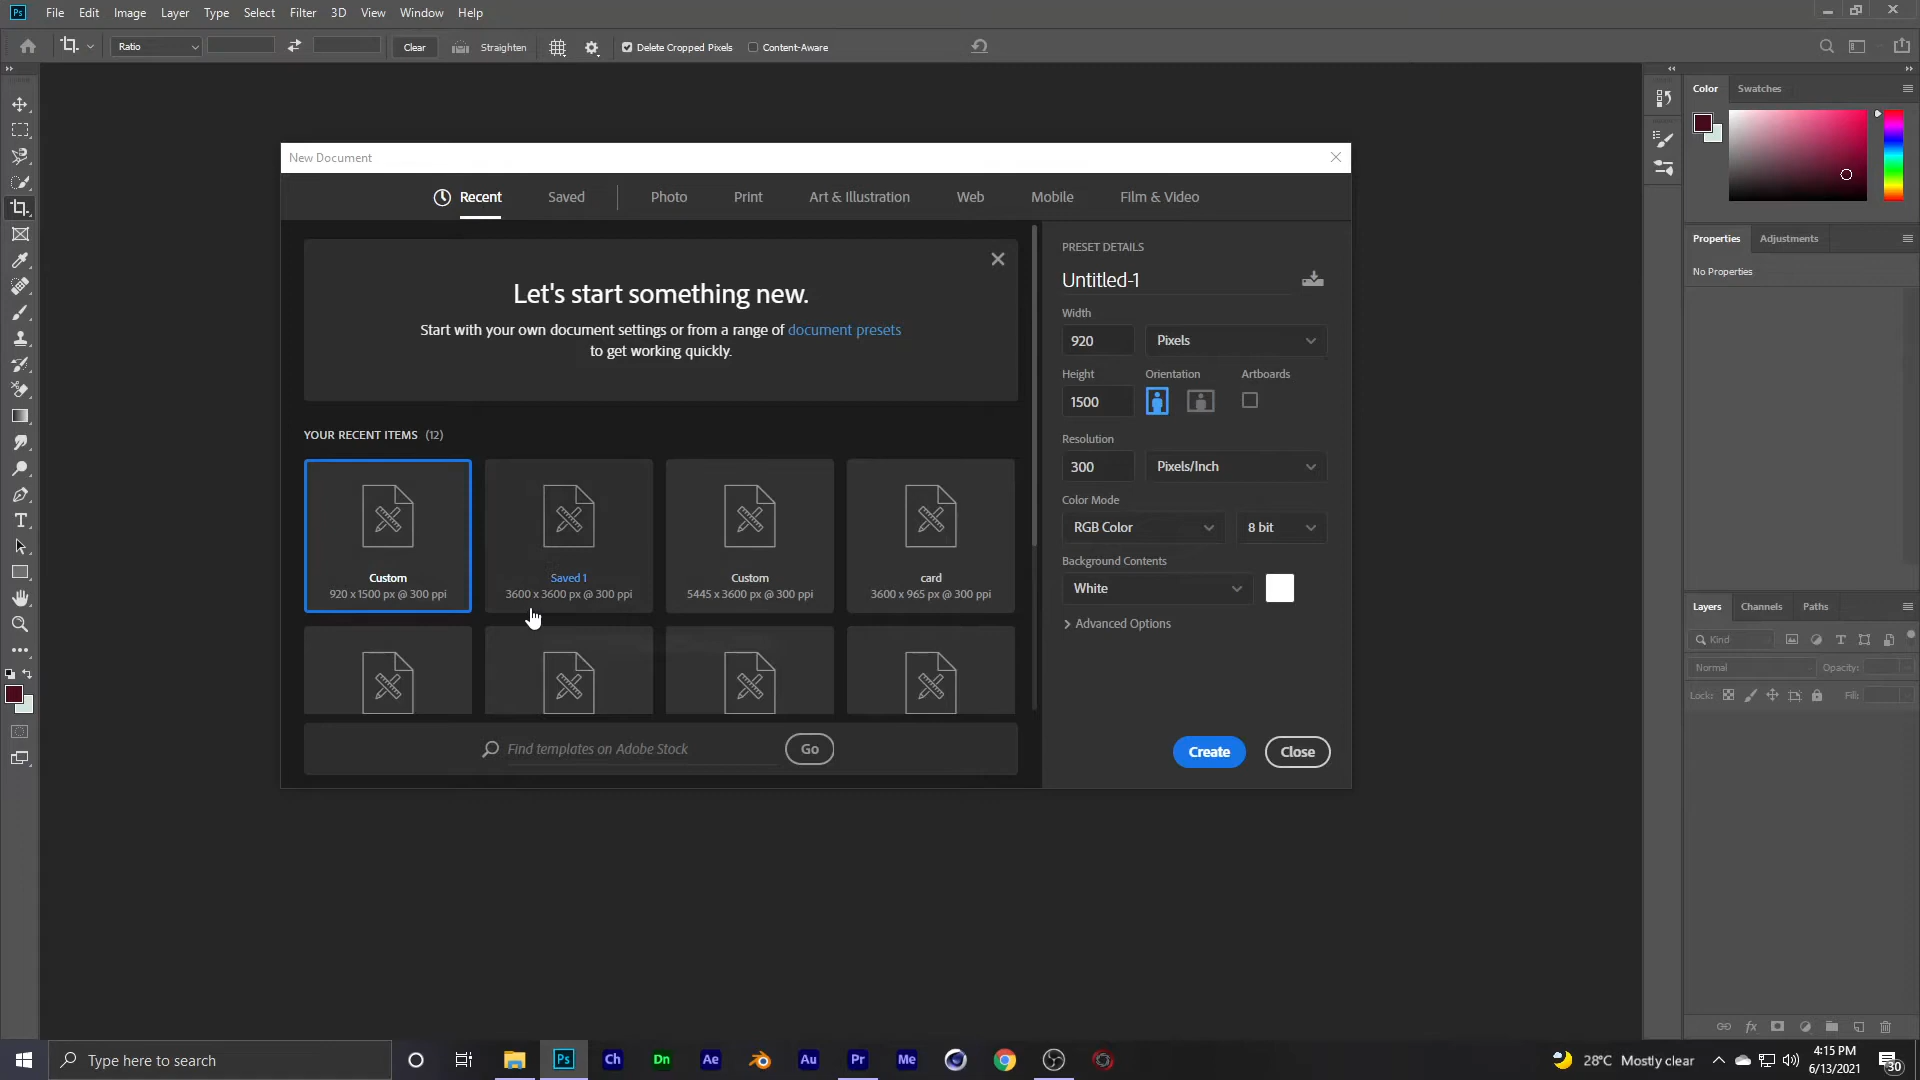 Ps File Edit Image Layer Type Select Filter 3D View Window Help
Ratio Clear Straighten Delete Cropped Pixels Content-Aware
Color Swatches
New Document
Recent Saved Photo Print Art & Illustration Web Mobile Film & Video
Let's start something new.
Start with your own document settings or from a range of document presets
to get working quickly.
YOUR RECENT ITEMS (12)
Custom
920 x 1500 px @ 300 ppi
Saved 1
3600 x 3600 px @ 300 ppi
Custom
5445 x 3600 px @ 300 ppi
card
3600 x 965 px @ 300 ppi
Find templates on Adobe Stock Go
PRESET DETAILS
Untitled-1
Width
920 Pixels
Height Orientation Artboards
1500
Resolution
300 Pixels/Inch
Color Mode
RGB Color 8 bit
Background Contents
White
Advanced Options
Create Close
Properties Adjustments
No Properties
Layers Channels Paths
Kind
Normal Opacity:
Lock: Fill:
Type here to search
Ps Ch Dn Ae Au Pr Me
28°C Mostly clear
4:15 PM
6/13/2021
30